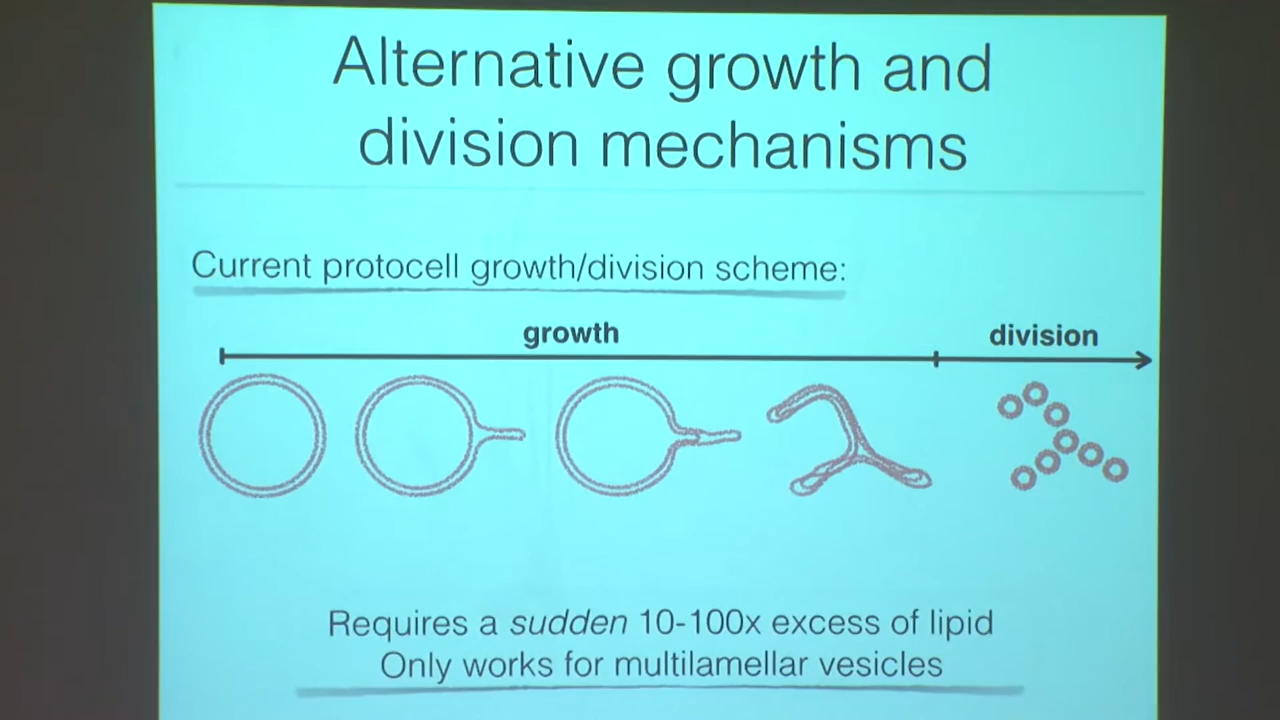 Alternative growth and
division mechanisms
Current protocell growth/division scheme:
growth
division
Requires a sudden 10-100x excess of lipid
Only works for multilamellar vesicles